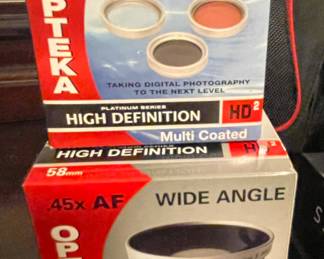 OPTEKA
TAKING DIGITAL PHOTOGRAPHY
TO THE NEXT LEVEL
PLATINUM SERIES
HIGH DEFINITION HD²
Multi Coated
HIGH DEFINITION
58mm
.45x AF WIDE ANGLE